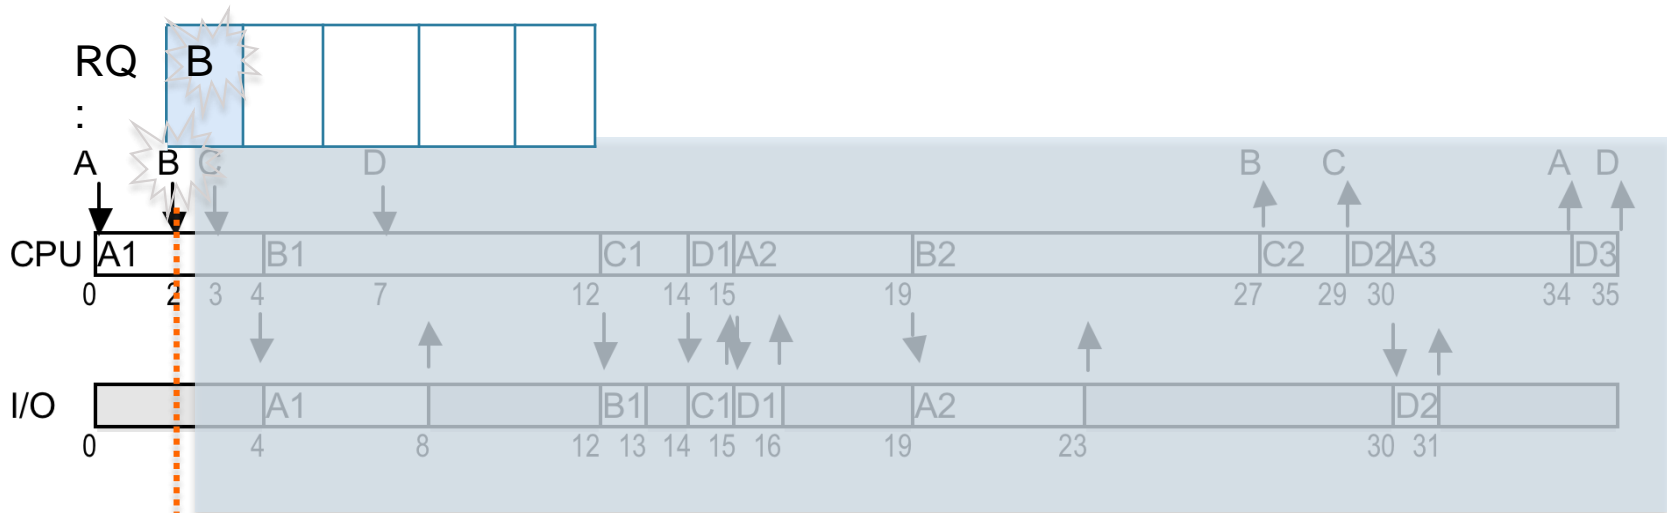 RQ B
:
A B C D B C A D
CPU A1 B1 C1 D1 A2 B2 C2 D2 A3 D3
0 2 3 4 7 12 14 15 19 27 29 30 34 35
I/O A1 B1 C1 D1 A2 D2
0 4 8 12 13 14 15 16 19 23 30 31